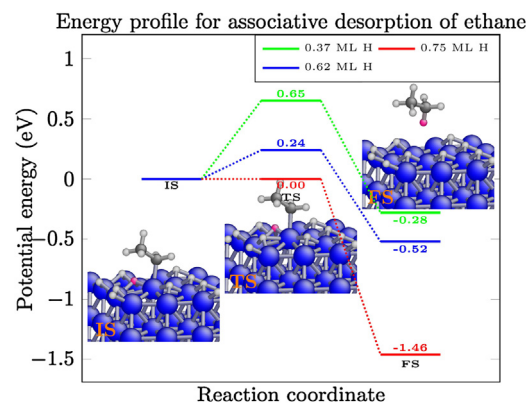 Energy profile for associative desorption of ethane
0.37 ML H
0.75 ML H
0.62 ML H
Potential energy (eV)
1
0.5
0
−0.5
−1
−1.5
0.65
0.24
IS
0.00
TS
FS
-0.28
-0.52
TS
IS
-1.46
FS
Reaction coordinate